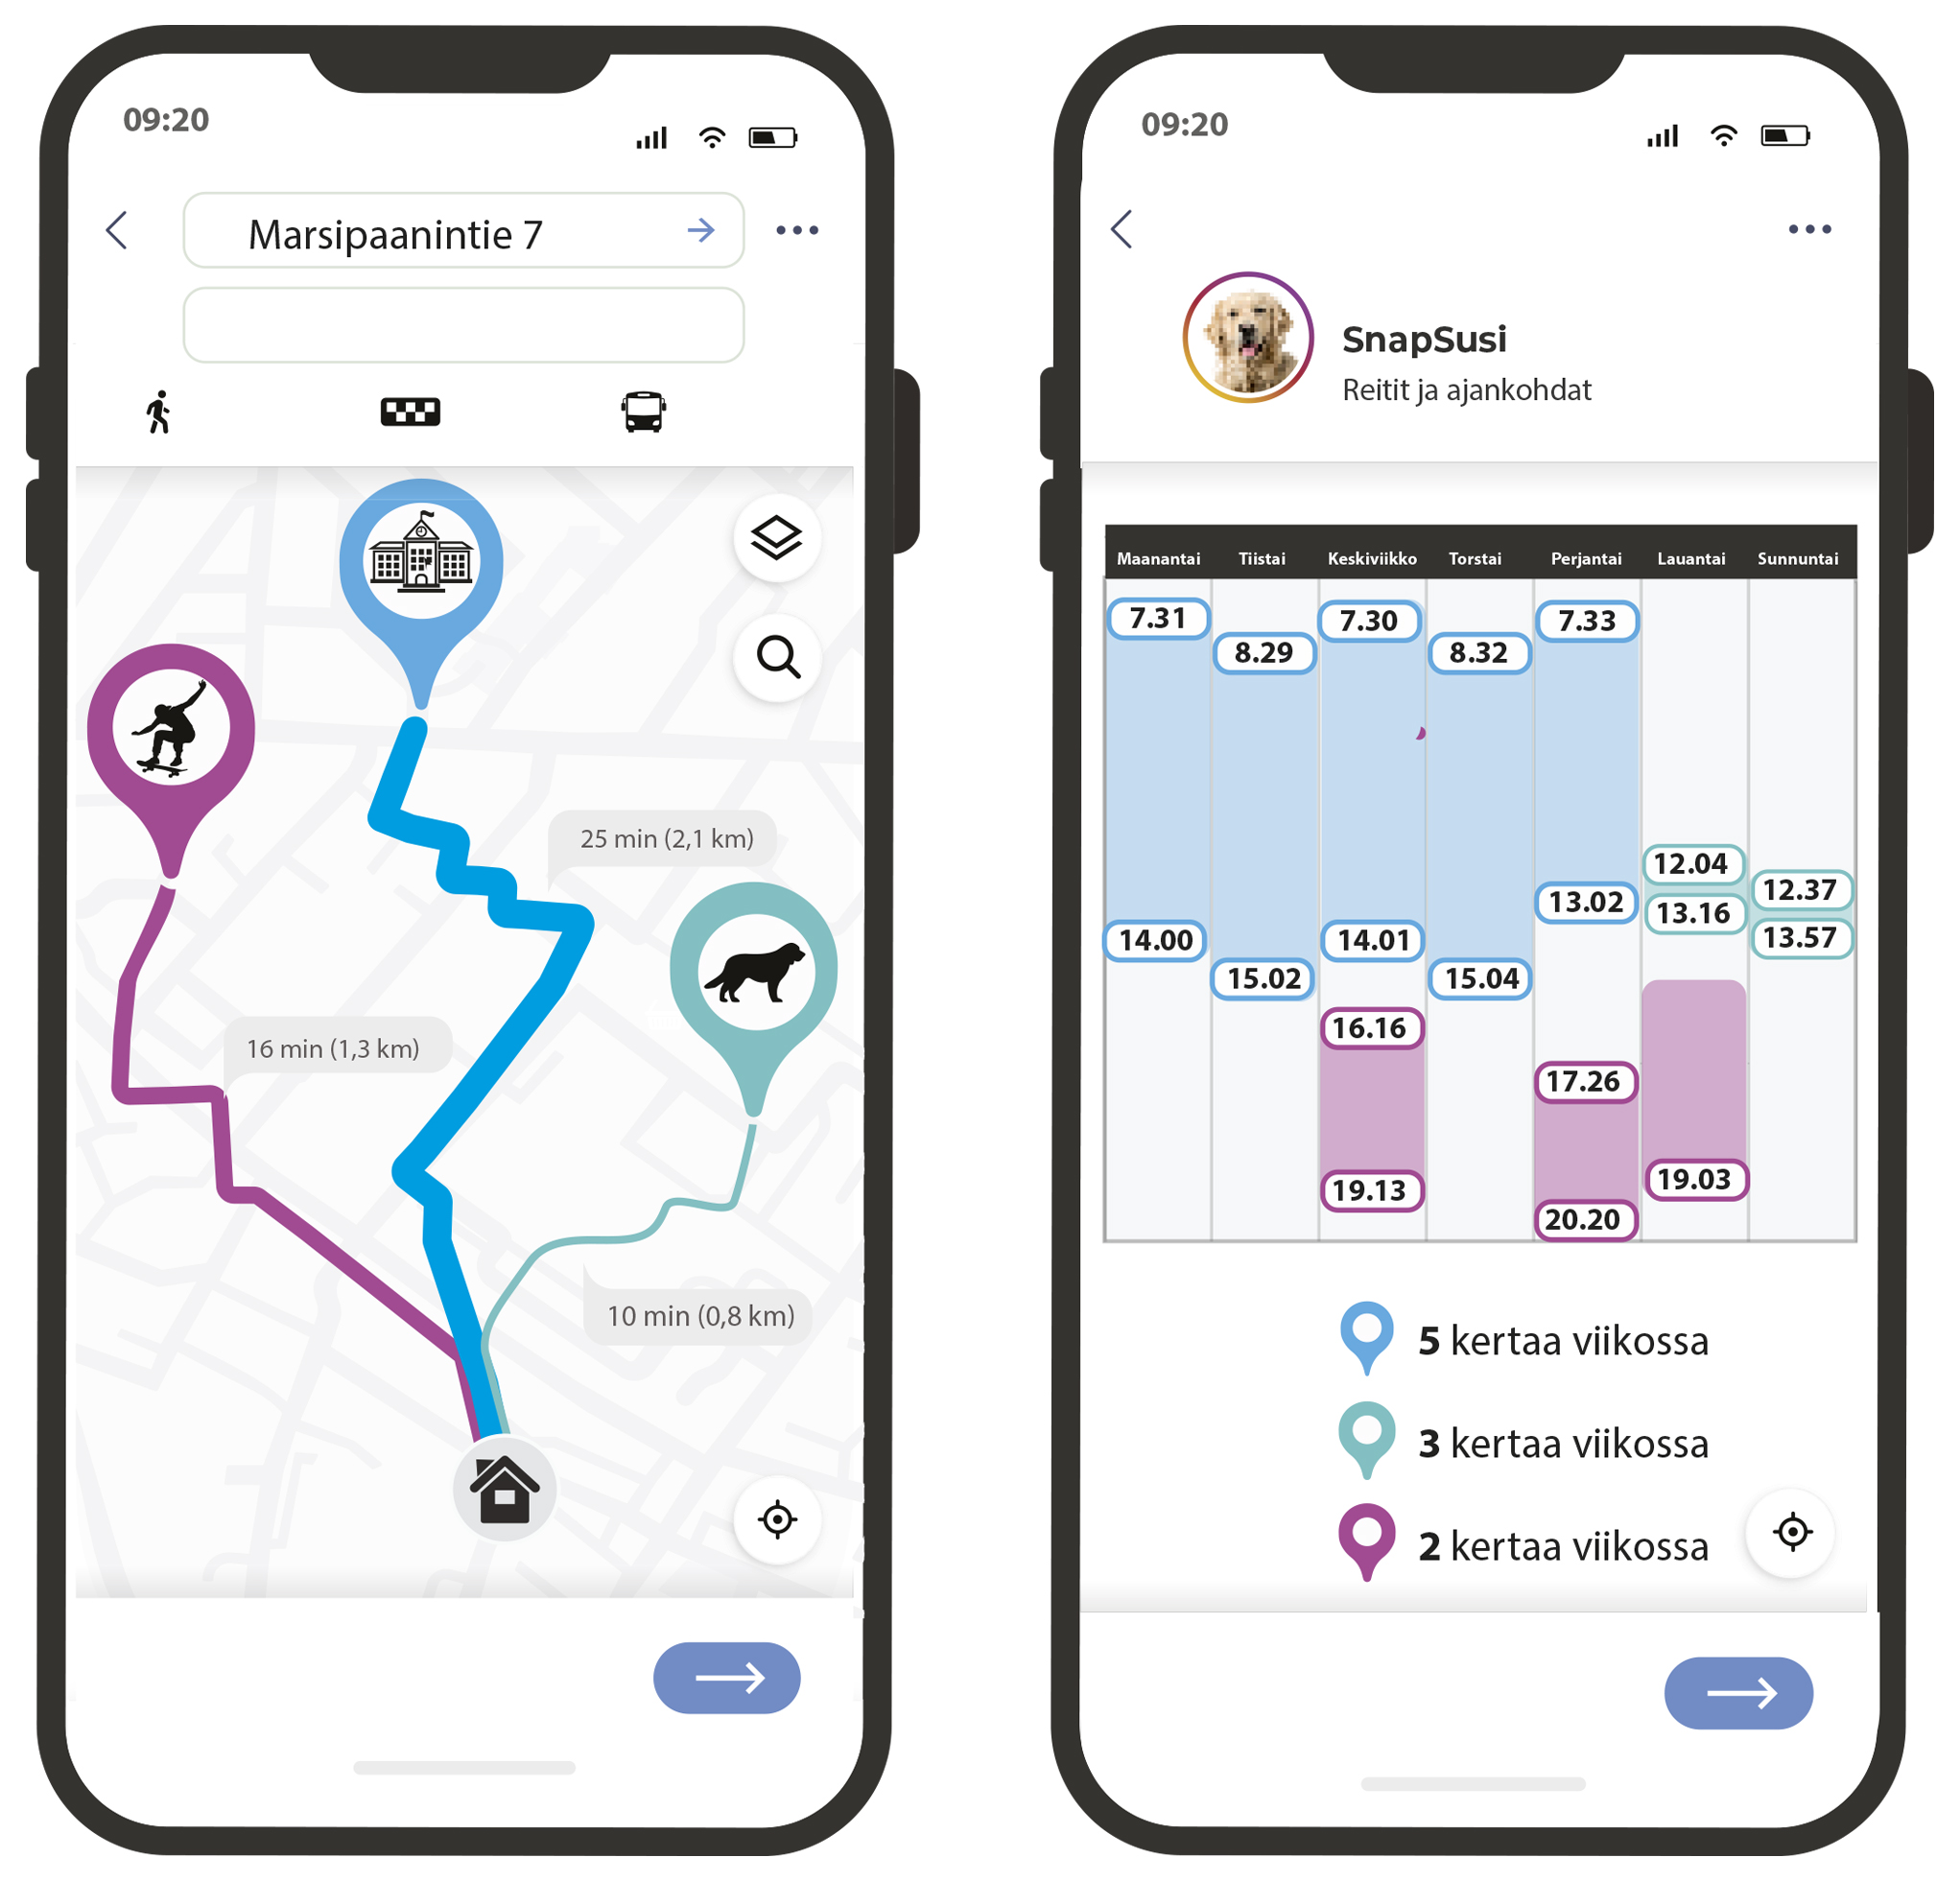 09:20
Marsipaanintie 7
25 min (2,1 km)
16 min (1,3 km)
10 min (0,8 km)
09:20
SnapSusi
Reitit ja ajankohdat
Maanantai Tiistai Keskiviikko Torstai Perjantai Lauantai Sunnuntai
7.31 7.30 7.33
8.29 8.32
12.04
12.37
13.02 13.16
14.00 14.01 13.57
15.02 15.04
16.16
17.26
19.13 19.03
20.20
5 kertaa viikossa
3 kertaa viikossa
2 kertaa viikossa